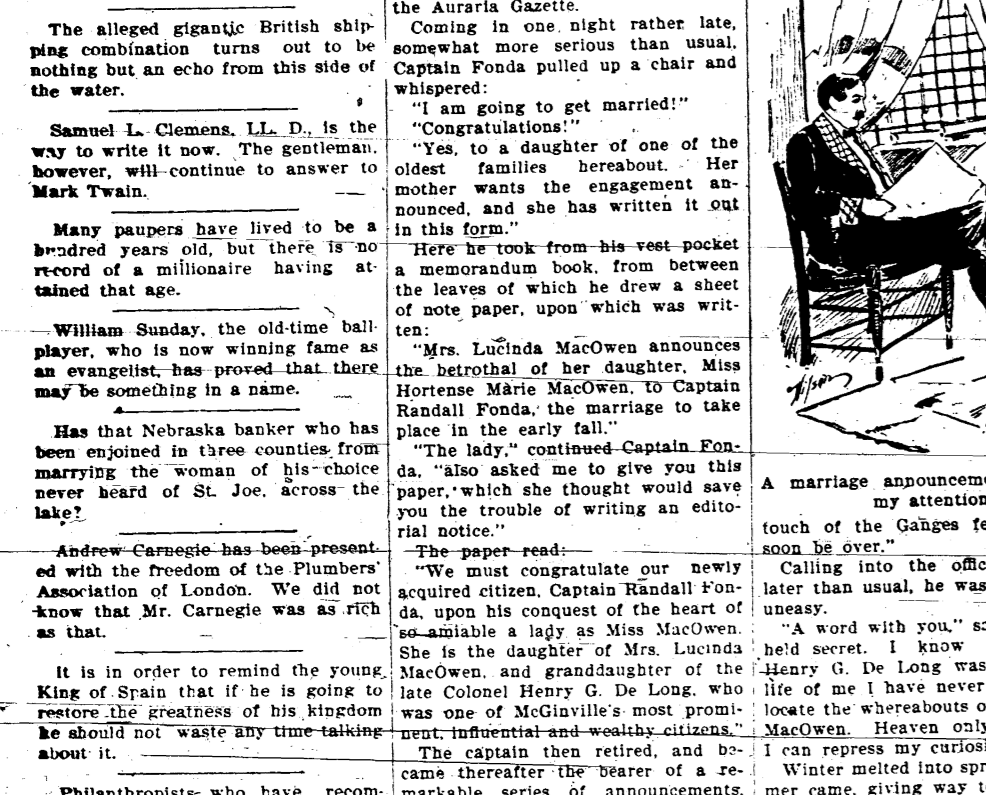 The alleged gigantic British ship-
ping combination turns out to be
nothing but an echo from this side of
the water.
Samuel L. Clemens, LL. D., is the
way to write it now. The gentleman,
however, will continue to answer to
Mark Twain.
Many paupers have lived to be a
hundred years old, but there is no
record of a millionaire having at-
tained that age.
William Sunday, the old-time ball-
player, who is now winning fame as
an evangelist, has proved that there
may be something in a name.
Has that Nebraska banker who has
been enjoined in three counties from
marrying the woman of his choice
never heard of St. Joe, across the
lake?
Andrew Carnegie has been present-
ed with the freedom of the Plumbers'
Association of London. We did not
know that Mr. Carnegie was as rich
as that.
It is in order to remind the young
King of Spain that if he is going to
restore the greatness of his kingdom
he should not waste any time talking
about it.
Philanthropists who have recom-
the Auraria Gazette.
Coming in one night rather late,
somewhat more serious than usual,
Captain Fonda pulled up a chair and
whispered:
"I am going to get married!"
"Congratulations!"
"Yes, to a daughter of one of the
oldest families hereabout. Her
mother wants the engagement an-
nounced, and she has written it out
in this form."
Here he took from his vest pocket
a memorandum book, from between
the leaves of which he drew a sheet
of note paper, upon which was writ-
ten:
"Mrs. Lucinda MacOwen announces
the betrothal of her daughter, Miss
Hortense Marie MacOwen, to Captain
Randall Fonda, the marriage to take
place in the early fall."
"The lady," continued Captain Fon-
da, "also asked me to give you this
paper, which she thought would save
you the trouble of writing an edito-
rial notice."
The paper read:
"We must congratulate our newly
acquired citizen, Captain Randall Fon-
da, upon his conquest of the heart of
so amiable a lady as Miss MacOwen.
She is the daughter of Mrs. Lucinda
MacOwen, and granddaughter of the
late Colonel Henry G. De Long, who
was one of McGinville's most promi-
nent, influential and wealthy citizens."
The captain then retired, and be-
came thereafter the bearer of a re-
markable series of announcements,
A marriage announcem
my attention
touch of the Ganges fe
soon be over."
Calling into the offic
later than usual, he was
uneasy.
"A word with you," s
held secret. I know
Henry G. De Long was
life of me I have never
locate the whereabouts o
MacOwen. Heaven only
I can repress my curiosi
Winter melted into spr
mer came, giving way t